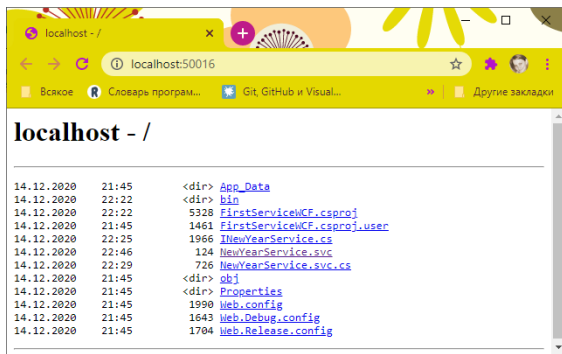 localhost - /
localhost:50016
Всякое R Словарь програм... Git, GitHub и Visual... » Другие закладки
localhost - /
14.12.2020 21:45 <dir> App_Data
14.12.2020 22:22 <dir> bin
14.12.2020 22:22 5328 FirstServiceWCF.csproj
14.12.2020 21:45 1461 FirstServiceWCF.csproj.user
14.12.2020 22:25 1966 INewYearService.cs
14.12.2020 22:46 124 NewYearService.svc
14.12.2020 22:29 726 NewYearService.svc.cs
14.12.2020 21:45 <dir> obj
14.12.2020 21:45 <dir> Properties
14.12.2020 21:45 1990 Web.config
14.12.2020 21:45 1643 Web.Debug.config
14.12.2020 21:45 1704 Web.Release.config